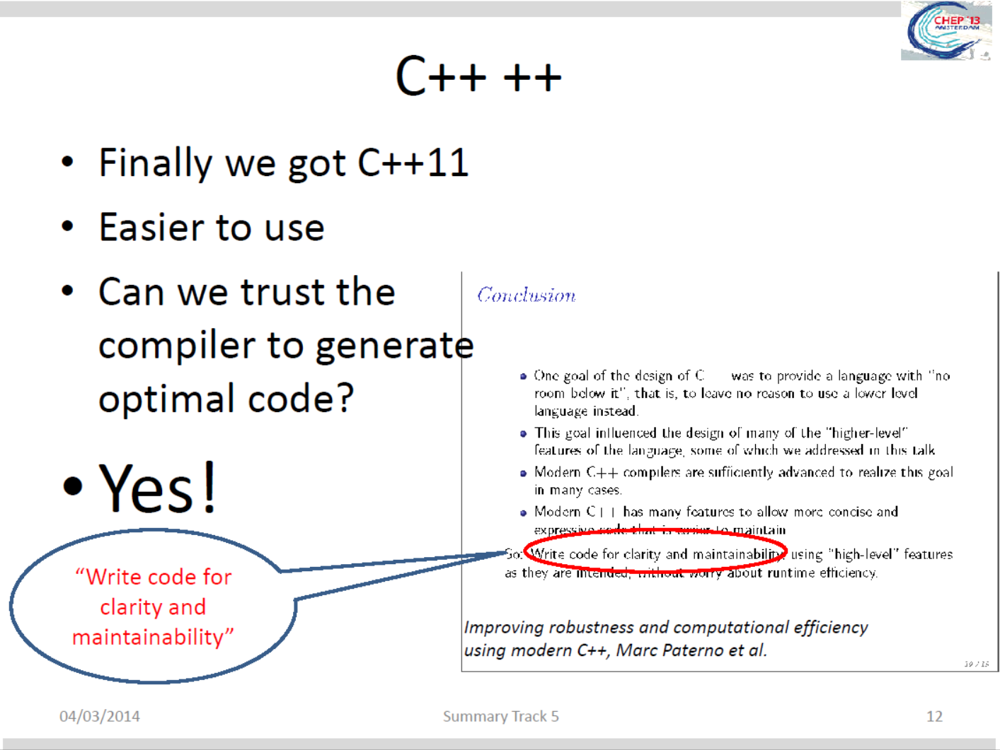 CHEP '13
AMSTERDAM
C++ ++
• Finally we got C++11
• Easier to use
• Can we trust the
compiler to generate
optimal code?
• Yes!
"Write code for
clarity and
maintainability"
Conclusion
• One goal of the design of C++ was to provide a language with "no
room below it", that is, to leave no reason to use a lower level
language instead.
• This goal influenced the design of many of the "higher-level"
features of the language, some of which we addressed in this talk
• Modern C++ compilers are sufficiently advanced to realize this goal
in many cases.
• Modern C++ has many features to allow more concise and
expressive code that is easier to maintain
So: Write code for clarity and maintainability, using "high-level" features
as they are intended, without worry about runtime efficiency.
Improving robustness and computational efficiency
using modern C++, Marc Paterno et al.
04/03/2014
Summary Track 5
12